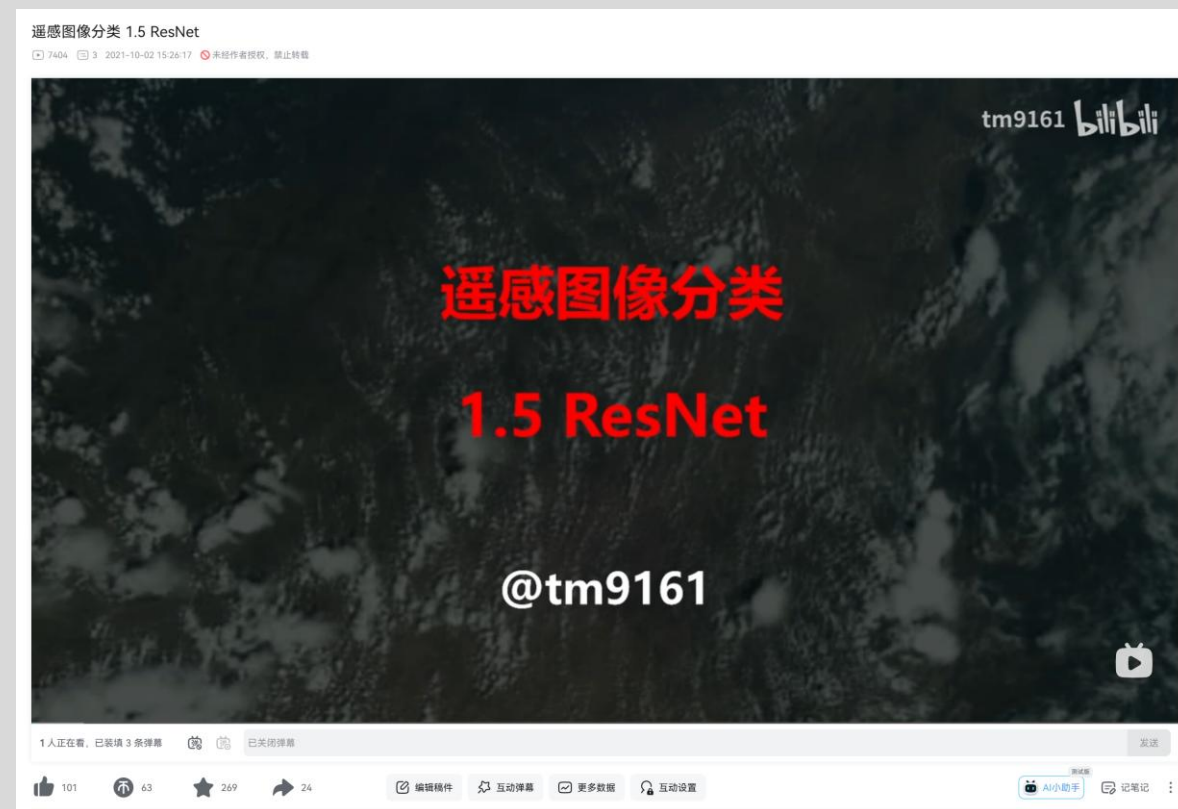 遥感图像分类 1.5 ResNet
7404 3 2021-10-02 15:26:17 未经作者授权，禁止转载
tm9161 bilibili
遥感图像分类
1.5 ResNet
@tm9161
1人正在看，已装填 3 条弹幕 已关闭弹幕 发送
测试版
101 63 269 24 编辑稿件 互动弹幕 更多数据 互动设置 AI小助手 记笔记